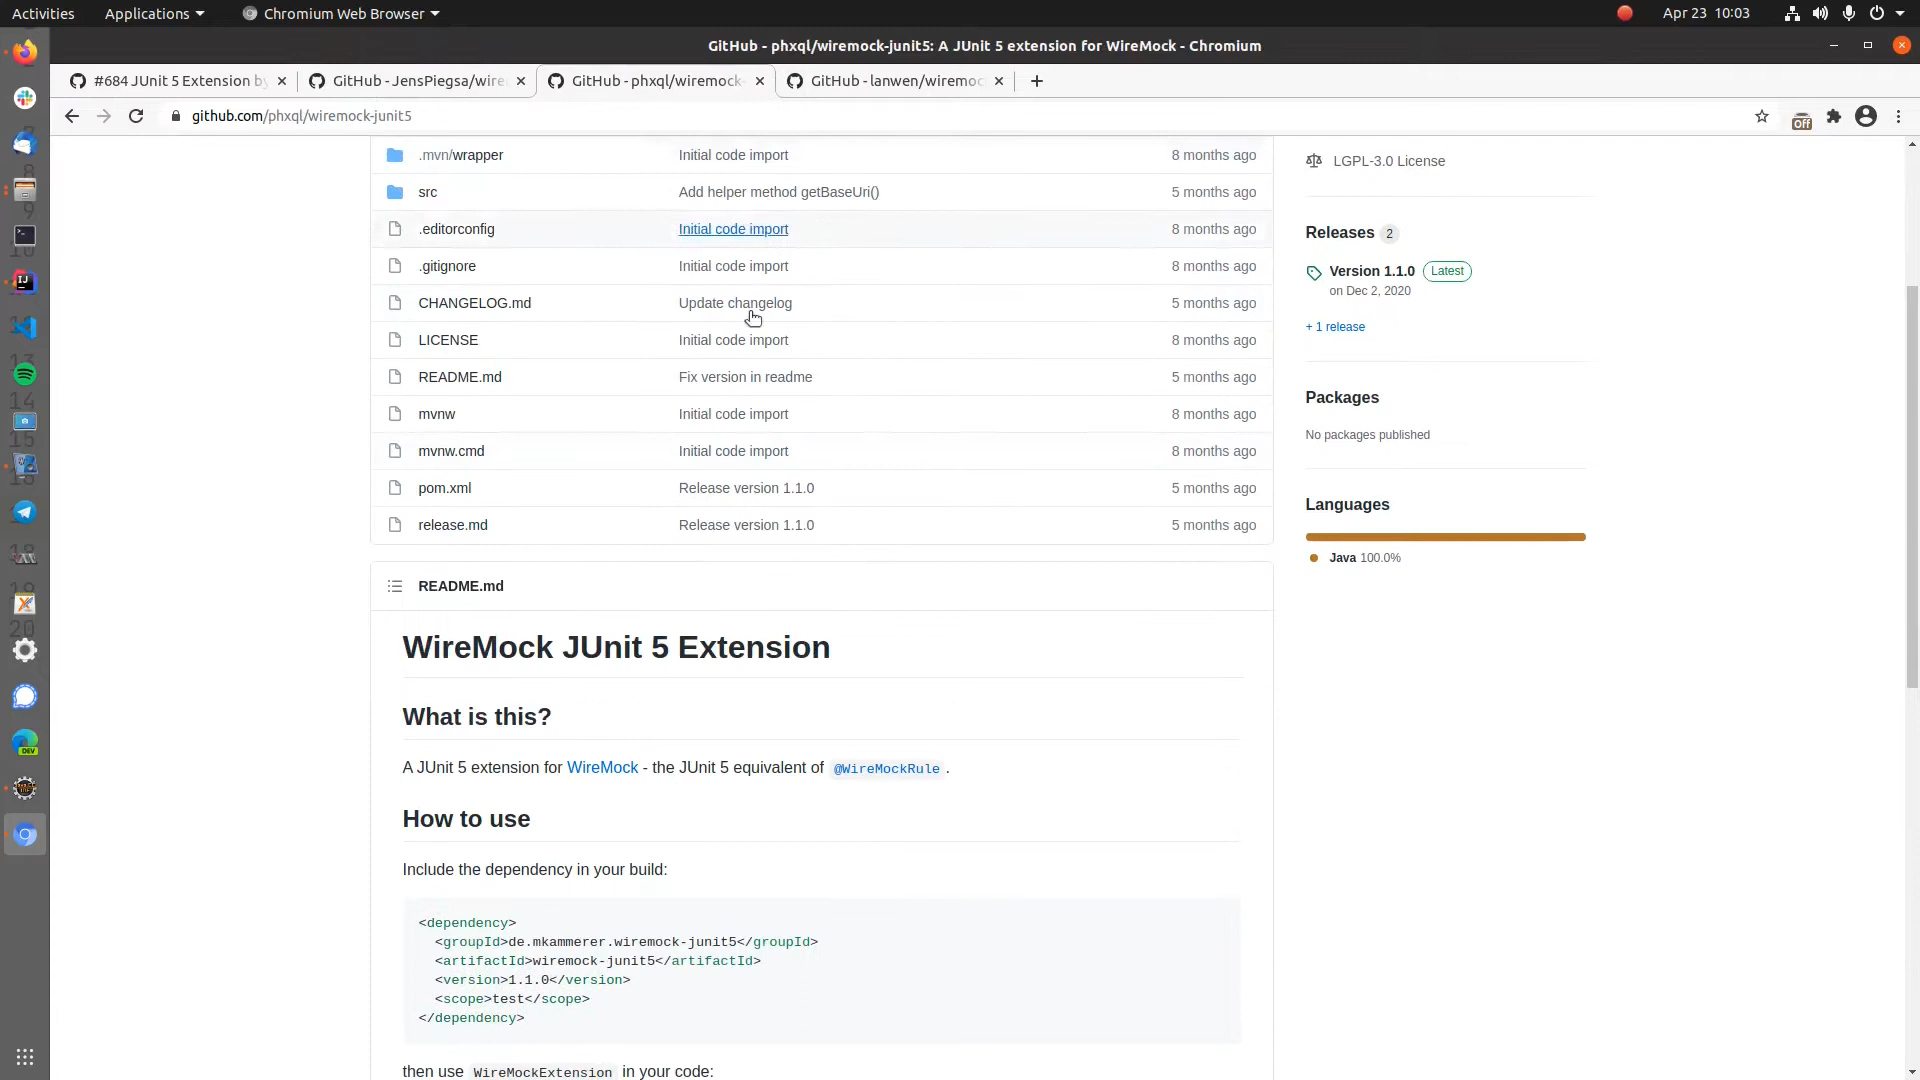 Activities
Applications
Chromium Web Browser
Apr 23 10:03
GitHub - phxql/wiremock-junit5: A JUnit 5 extension for WireMock - Chromium
#684 JUnit 5 Extension by
GitHub - JensPiegsa/wire
GitHub - phxql/wiremock-
GitHub - lanwen/wiremoc
github.com/phxql/wiremock-junit5
Off
.mvn/wrapper Initial code import 8 months ago
src Add helper method getBaseUri() 5 months ago
.editorconfig Initial code import 8 months ago
.gitignore Initial code import 8 months ago
CHANGELOG.md Update changelog 5 months ago
LICENSE Initial code import 8 months ago
README.md Fix version in readme 5 months ago
mvnw Initial code import 8 months ago
mvnw.cmd Initial code import 8 months ago
pom.xml Release version 1.1.0 5 months ago
release.md Release version 1.1.0 5 months ago
README.md
WireMock JUnit 5 Extension
What is this?
A JUnit 5 extension for WireMock - the JUnit 5 equivalent of @WireMockRule .
How to use
Include the dependency in your build:
<dependency>
<groupId>de.mkammerer.wiremock-junit5</groupId>
<artifactId>wiremock-junit5</artifactId>
<version>1.1.0</version>
<scope>test</scope>
</dependency>
then use WireMockExtension in your code:
LGPL-3.0 License
Releases 2
Version 1.1.0 Latest
on Dec 2, 2020
+ 1 release
Packages
No packages published
Languages
Java 100.0%
IJ
DEV